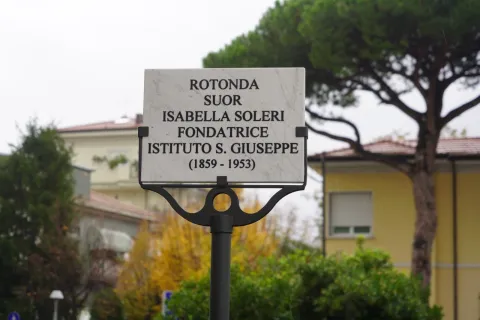 ROTONDA
SUOR
ISABELLA SOLERI
FONDATRICE
ISTITUTO S. GIUSEPPE
(1859 - 1953)